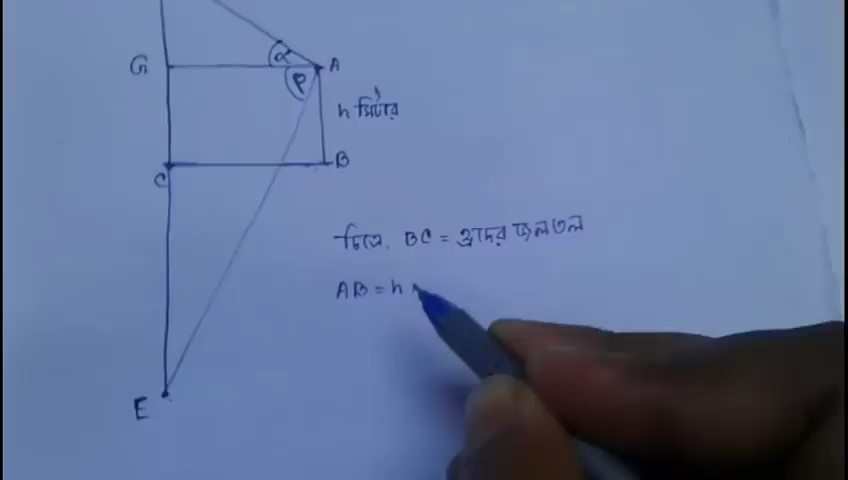 G
α
A
β
h মিটার
B
C
চিত্রে, BC = হ্রদের জলতল
AB = h
E